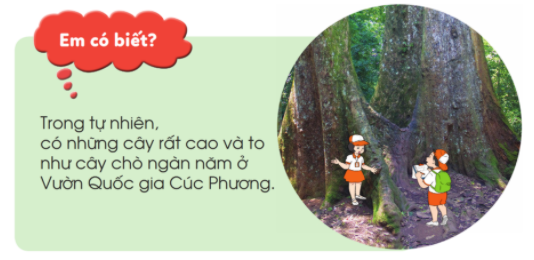 Em có biết?
Trong tự nhiên,
có những cây rất cao và to
như cây chò ngàn năm ở
Vườn Quốc gia Cúc Phương.